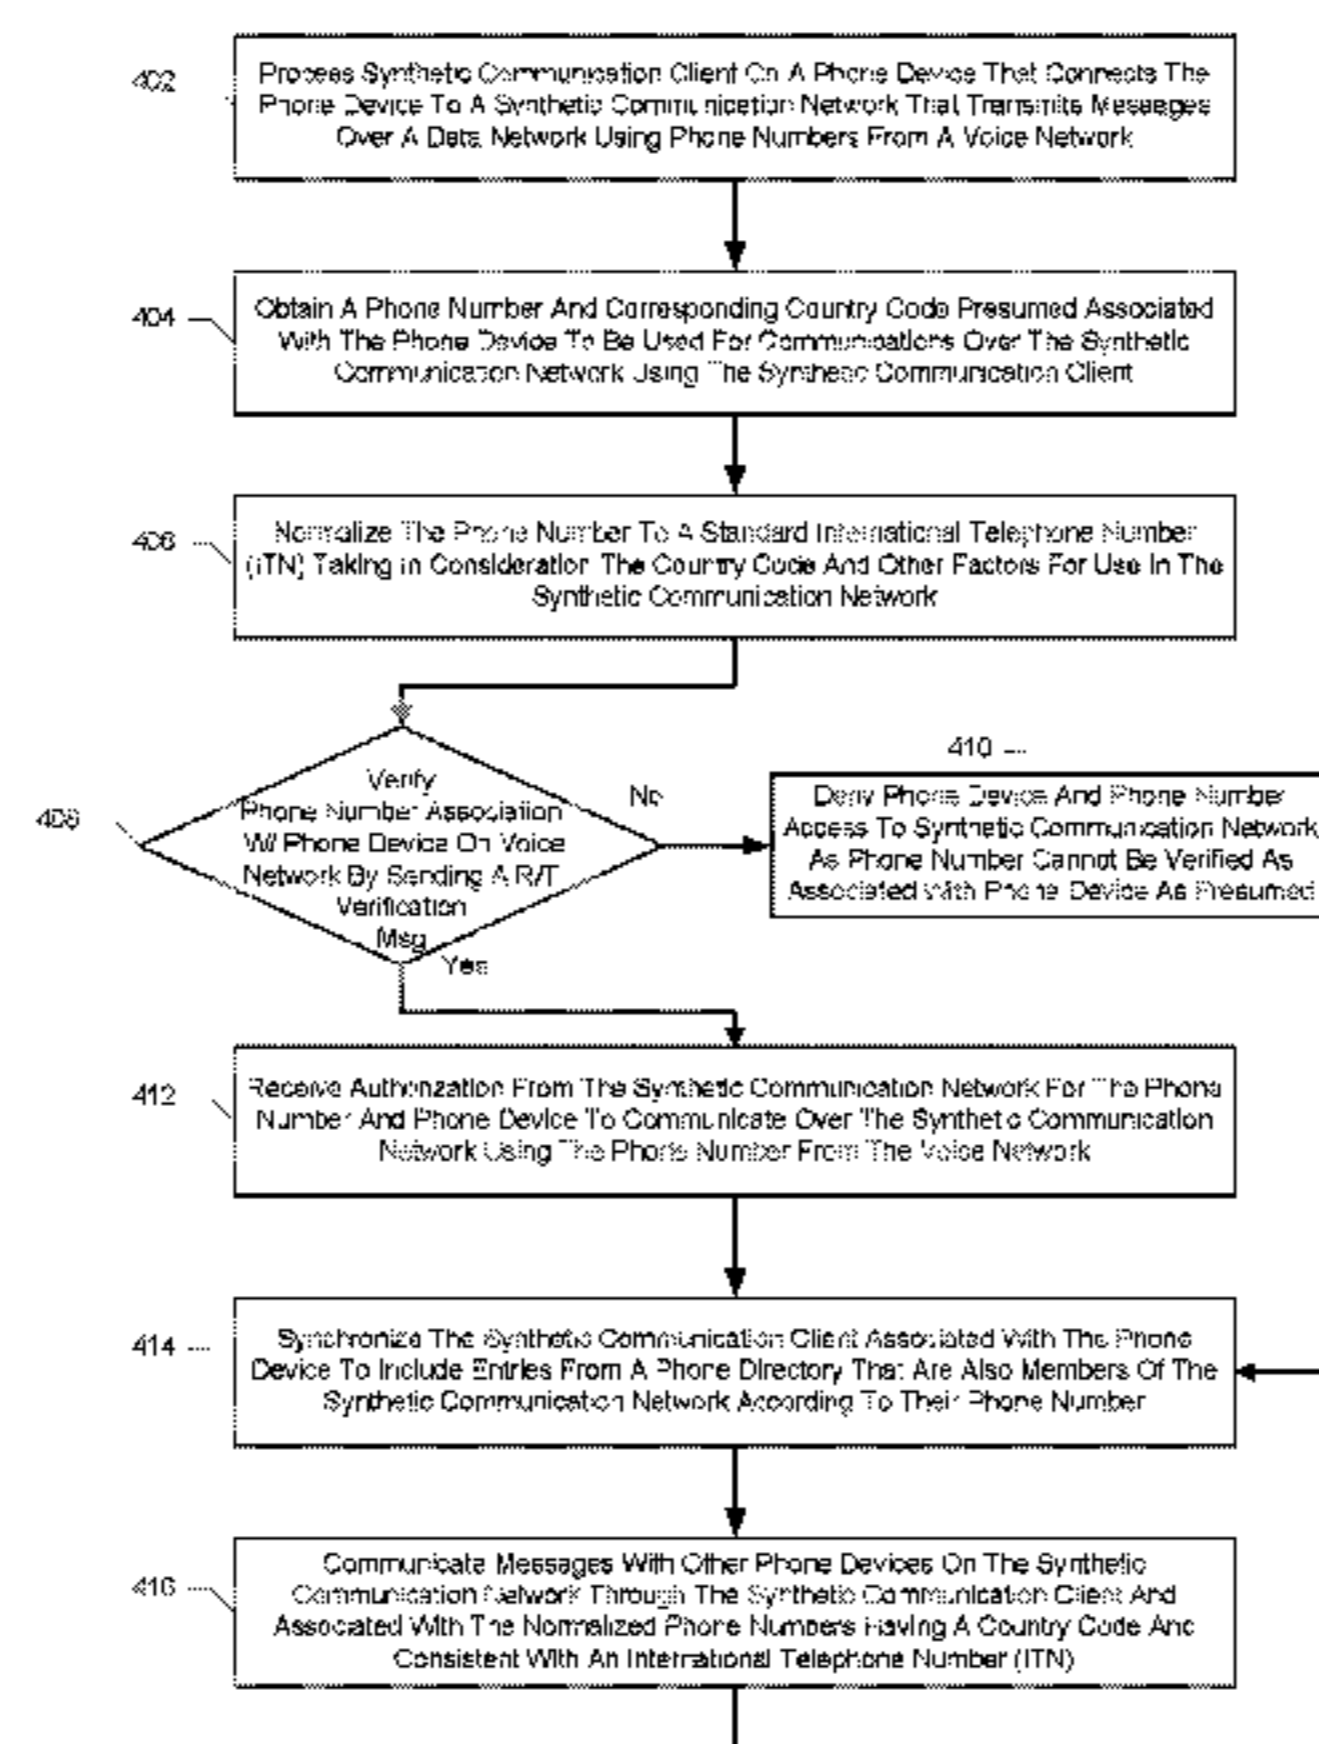 402
Process Synthetic Communication Client On A Phone Device That Connects The
Phone Device To A Synthetic Communication Network That Transmits Messages
Over A Data Network Using Phone Numbers From A Voice Network
404
Obtain A Phone Number And Corresponding Country Code Presumed Associated
With The Phone Device To Be Used For Communications Over The Synthetic
Communication Network Using The Synthetic Communication Client
406
Normalize The Phone Number To A Standard International Telephone Number
(ITN) Taking in Consideration The Country Code And Other Factors For Use In The
Synthetic Communication Network
408
Verify
Phone Number Association
W/ Phone Device On Voice
Network By Sending A R/T
Verification
Msg
No
Yes
410
Deny Phone Device And Phone Number
Access To Synthetic Communication Network
As Phone Number Cannot Be Verified As
Associated With Phone Device As Presumed
412
Receive Authorization From The Synthetic Communication Network For The Phone
Number And Phone Device To Communicate Over The Synthetic Communication
Network Using The Phone Number From The Voice Network
414
Synchronize The Synthetic Communication Client Associated With The Phone
Device To Include Entries From A Phone Directory That Are Also Members Of The
Synthetic Communication Network According To Their Phone Number
416
Communicate Messages With Other Phone Devices On The Synthetic
Communication Network Through The Synthetic Communication Client And
Associated With The Normalized Phone Numbers Having A Country Code And
Consistent With An International Telephone Number (ITN)